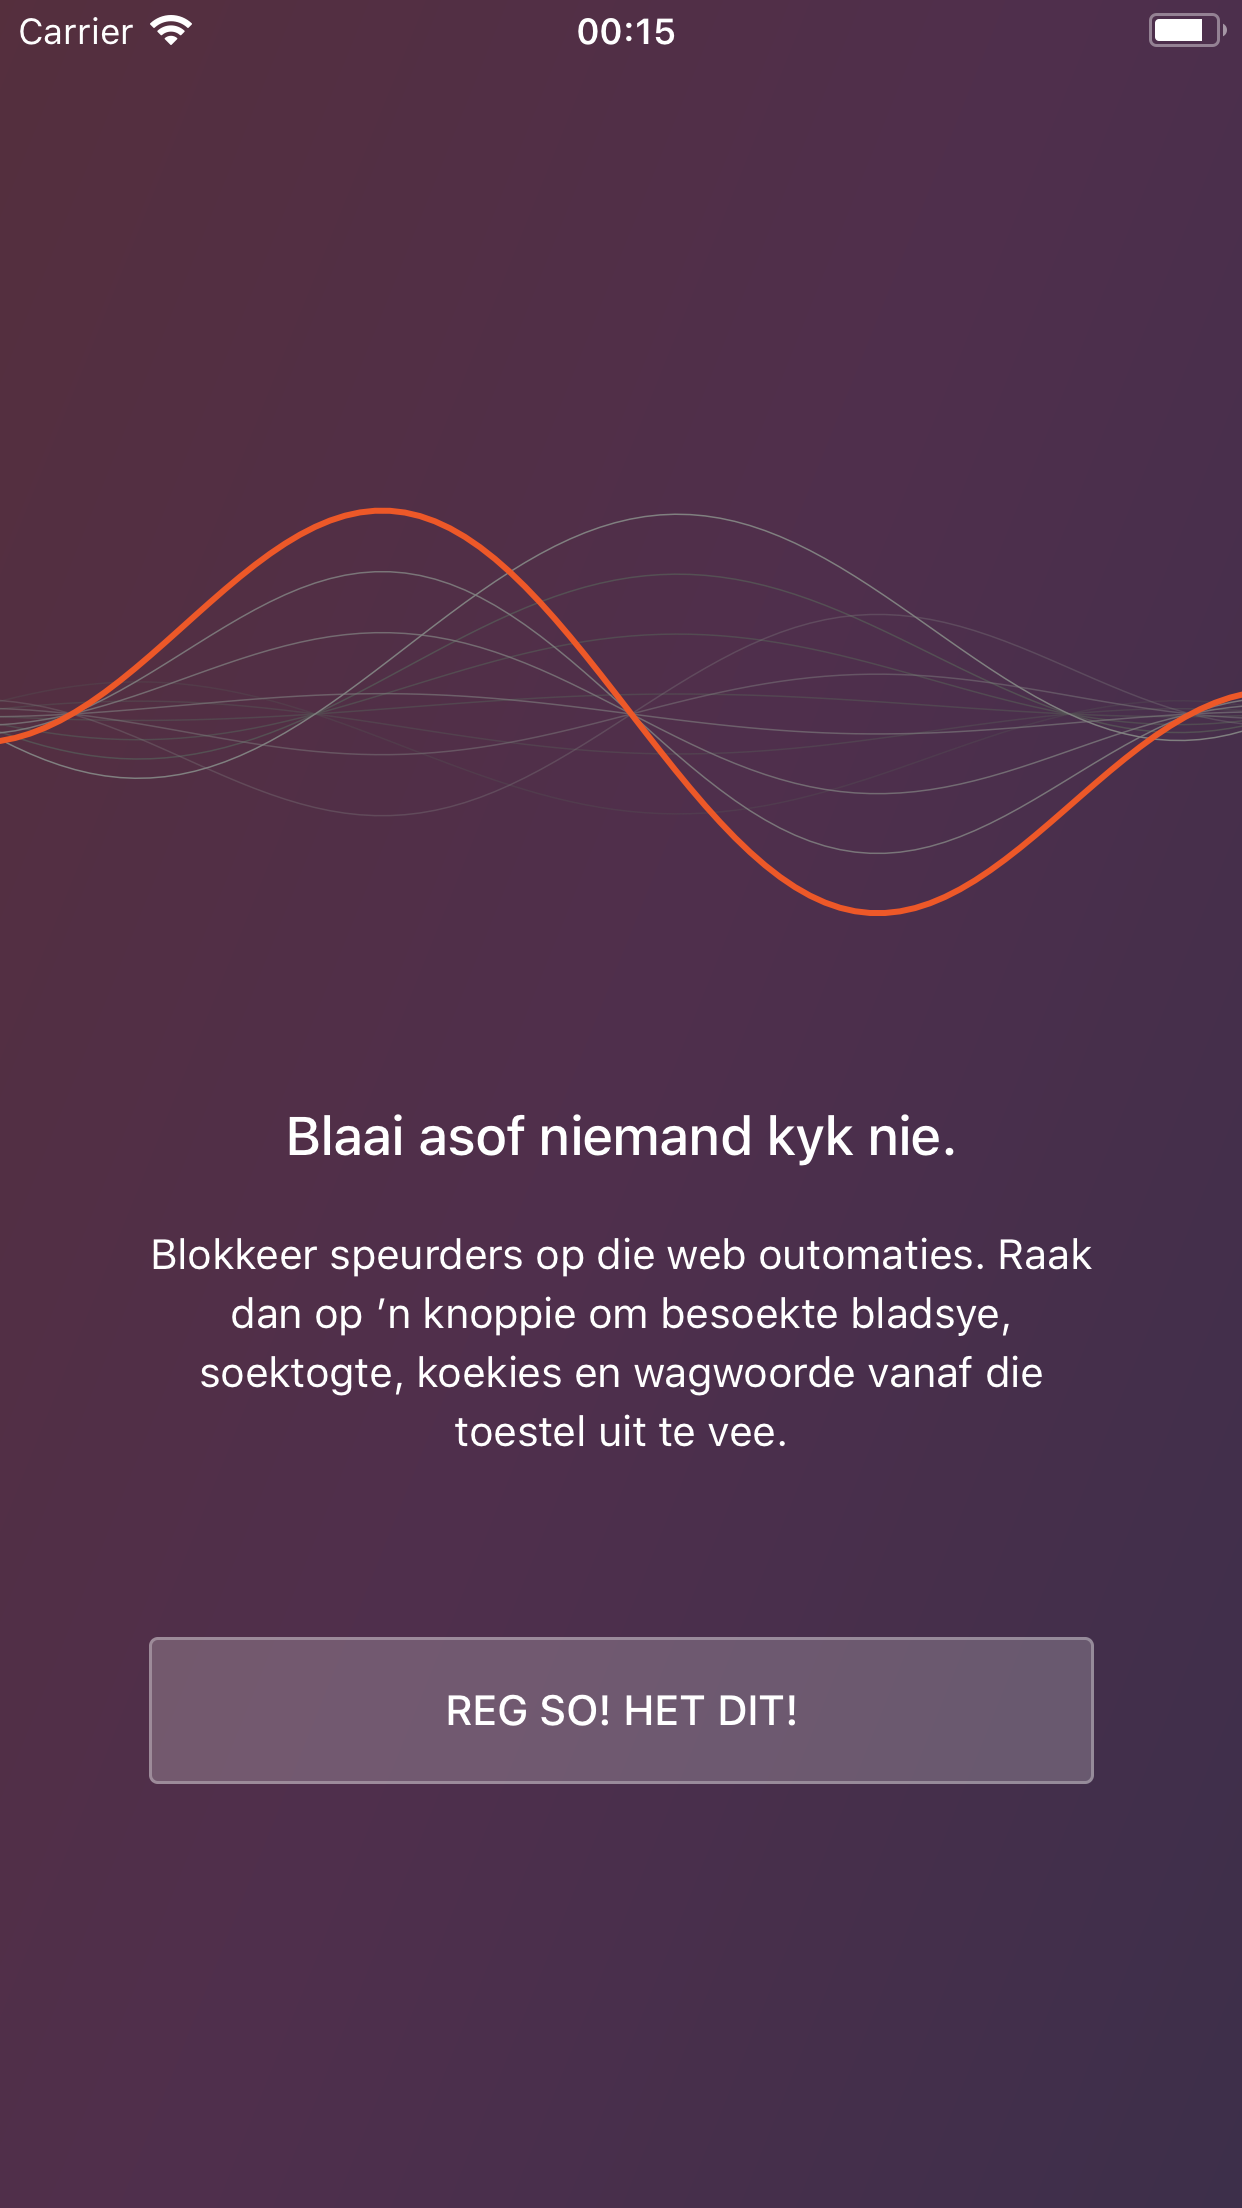 Carrier
00:15
Blaai asof niemand kyk nie.
Blokkeer speurders op die web outomaties. Raak
dan op ’n knoppie om besoekte bladsye,
soektogte, koekies en wagwoorde vanaf die
toestel uit te vee.
REG SO! HET DIT!